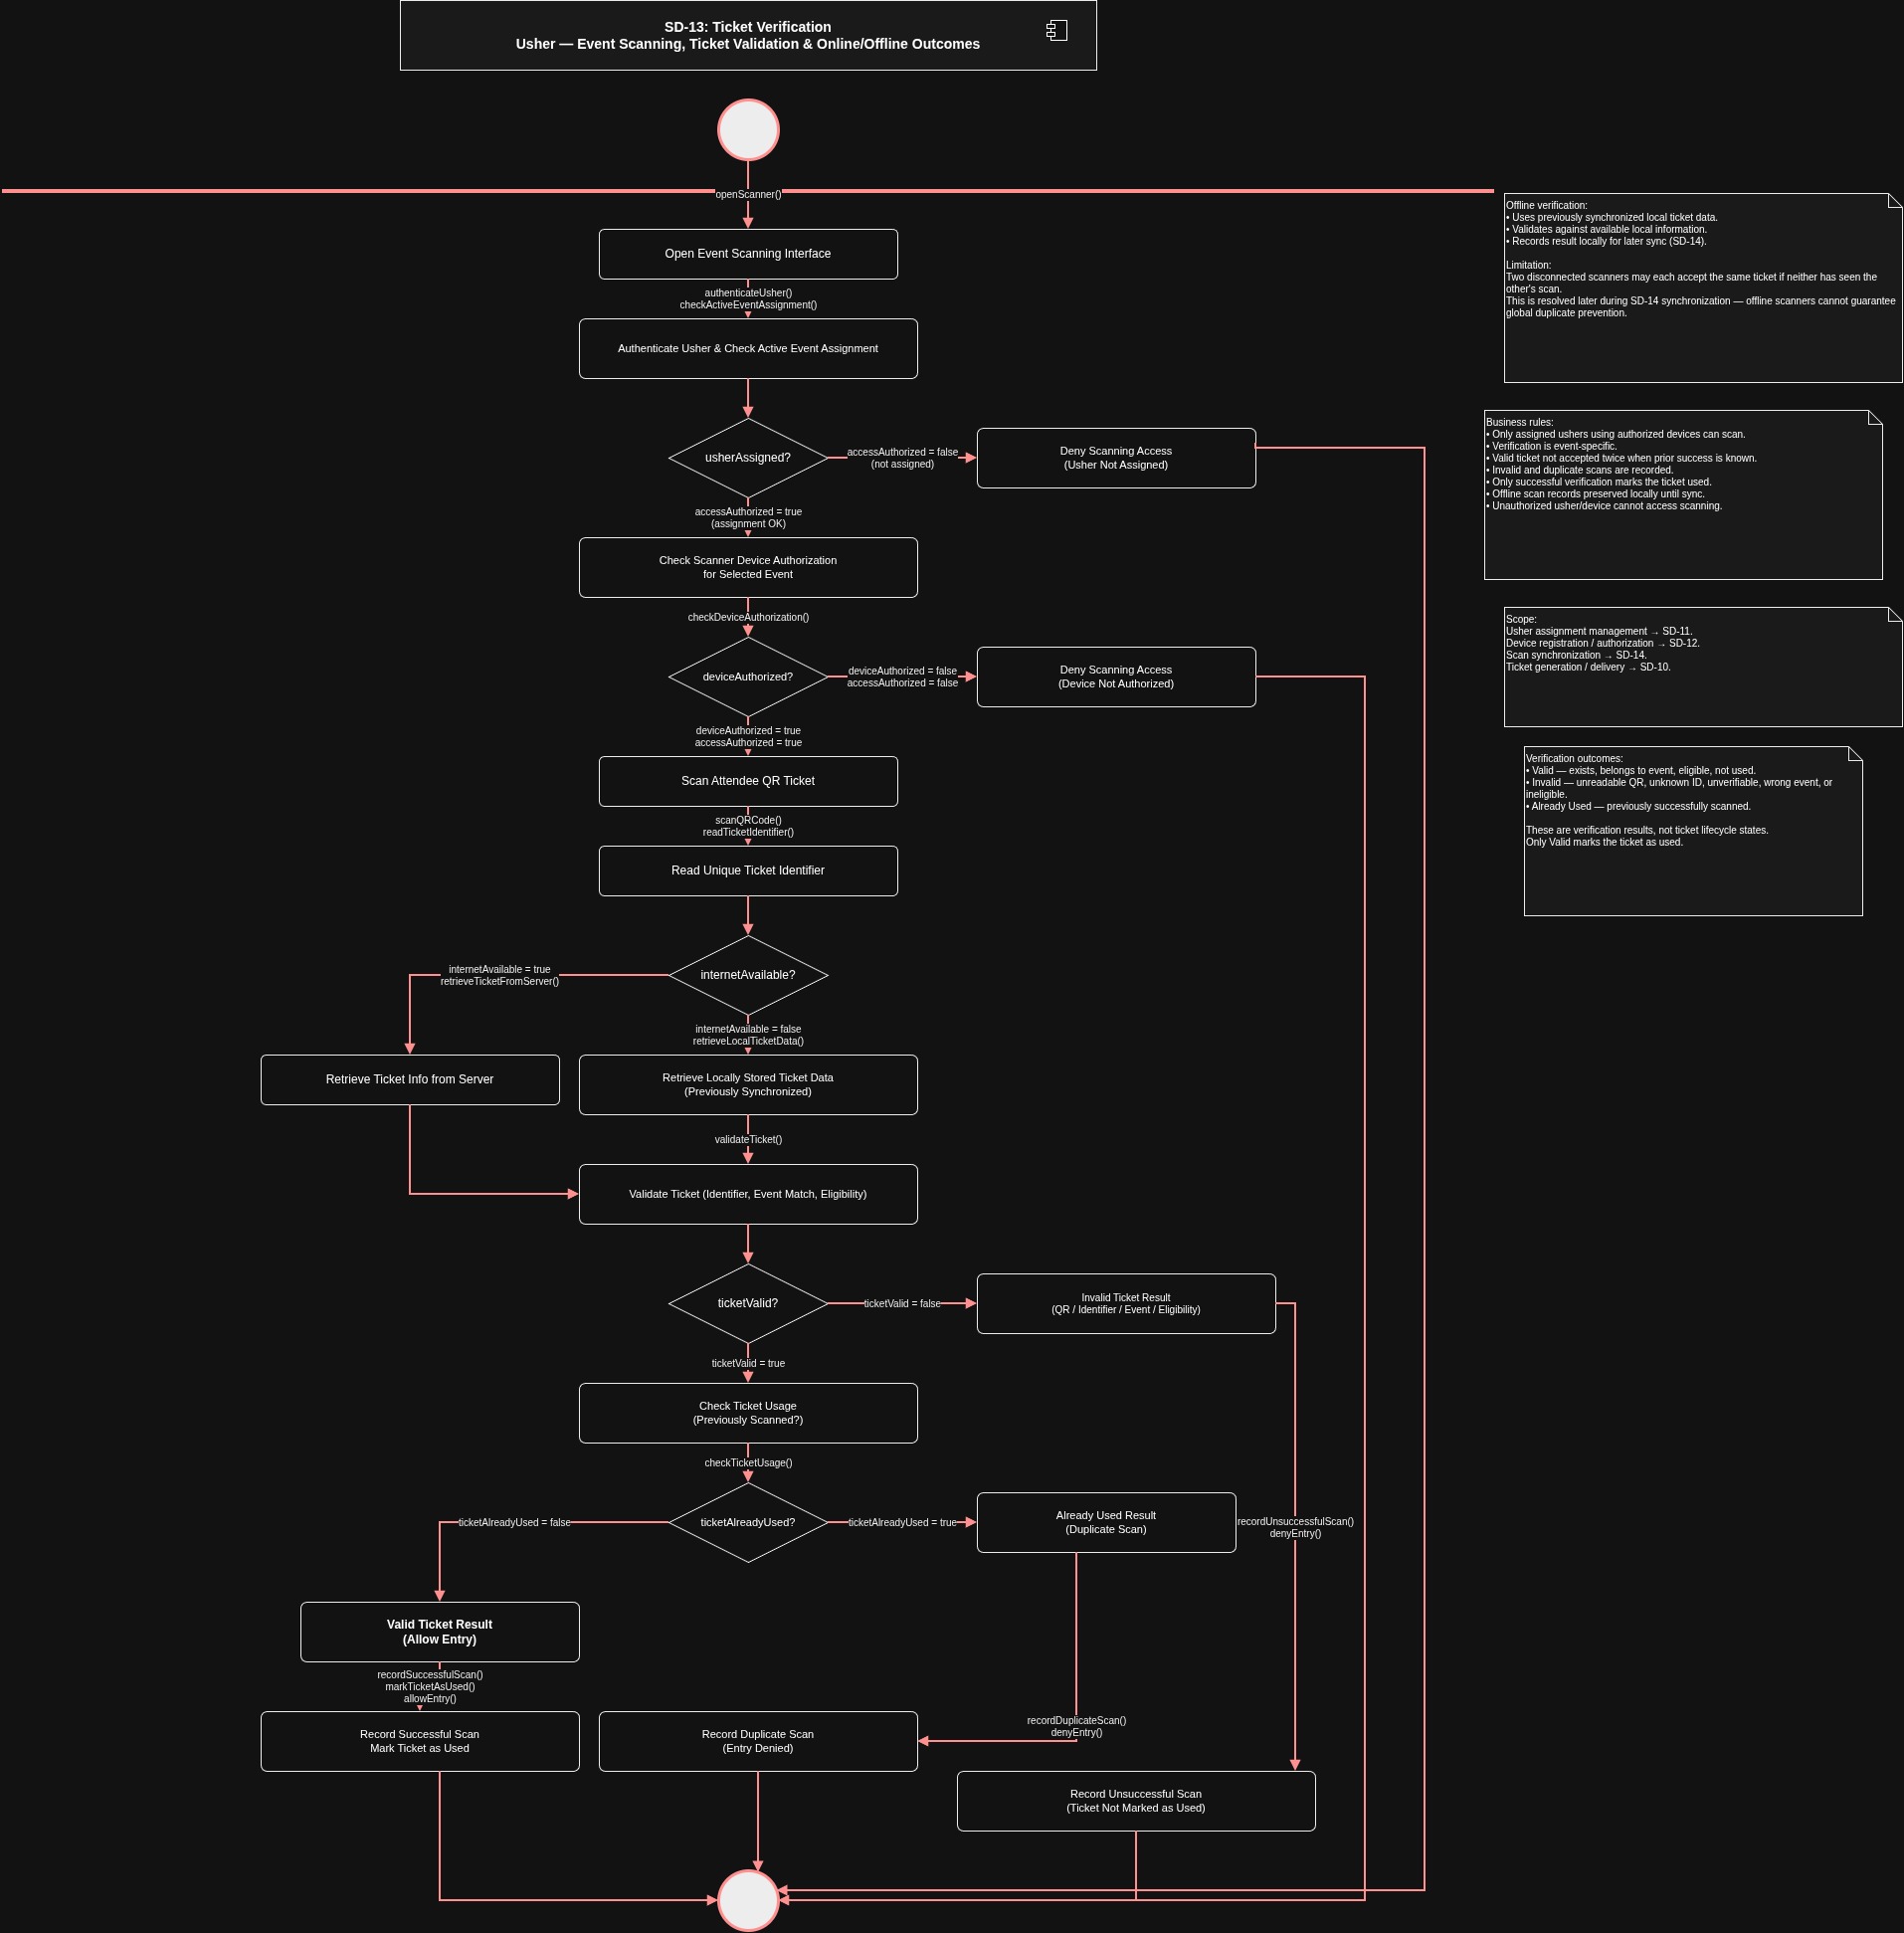 SD-13: Ticket Verification
Usher — Event Scanning, Ticket Validation & Online/Offline Outcomes
openScanner()
Open Event Scanning Interface
authenticateUsher()
checkActiveEventAssignment()
Authenticate Usher & Check Active Event Assignment
usherAssigned?
accessAuthorized = false
(not assigned)
Deny Scanning Access
(Usher Not Assigned)
accessAuthorized = true
(assignment OK)
Check Scanner Device Authorization
for Selected Event
checkDeviceAuthorization()
deviceAuthorized?
deviceAuthorized = false
accessAuthorized = false
Deny Scanning Access
(Device Not Authorized)
deviceAuthorized = true
accessAuthorized = true
Scan Attendee QR Ticket
scanQRCode()
readTicketIdentifier()
Read Unique Ticket Identifier
internetAvailable?
internetAvailable = true
retrieveTicketFromServer()
internetAvailable = false
retrieveLocalTicketData()
Retrieve Ticket Info from Server
Retrieve Locally Stored Ticket Data
(Previously Synchronized)
validateTicket()
Validate Ticket (Identifier, Event Match, Eligibility)
ticketValid?
ticketValid = false
Invalid Ticket Result
(QR / Identifier / Event / Eligibility)
ticketValid = true
Check Ticket Usage
(Previously Scanned?)
checkTicketUsage()
ticketAlreadyUsed = false
ticketAlreadyUsed?
ticketAlreadyUsed = true
Already Used Result
(Duplicate Scan)
recordUnsuccessfulScan()
denyEntry()
Valid Ticket Result
(Allow Entry)
recordSuccessfulScan()
markTicketAsUsed()
allowEntry()
Record Successful Scan
Mark Ticket as Used
Record Duplicate Scan
(Entry Denied)
recordDuplicateScan()
denyEntry()
Record Unsuccessful Scan
(Ticket Not Marked as Used)
Offline verification:
• Uses previously synchronized local ticket data.
• Validates against available local information.
• Records result locally for later sync (SD-14).
Limitation:
Two disconnected scanners may each accept the same ticket if neither has seen the
other's scan.
This is resolved later during SD-14 synchronization — offline scanners cannot guarantee
global duplicate prevention.
Business rules:
• Only assigned ushers using authorized devices can scan.
• Verification is event-specific.
• Valid ticket not accepted twice when prior success is known.
• Invalid and duplicate scans are recorded.
• Only successful verification marks the ticket used.
• Offline scan records preserved locally until sync.
• Unauthorized usher/device cannot access scanning.
Scope:
Usher assignment management → SD-11.
Device registration / authorization → SD-12.
Scan synchronization → SD-14.
Ticket generation / delivery → SD-10.
Verification outcomes:
• Valid — exists, belongs to event, eligible, not used.
• Invalid — unreadable QR, unknown ID, unverifiable, wrong event, or
ineligible.
• Already Used — previously successfully scanned.
These are verification results, not ticket lifecycle states.
Only Valid marks the ticket as used.